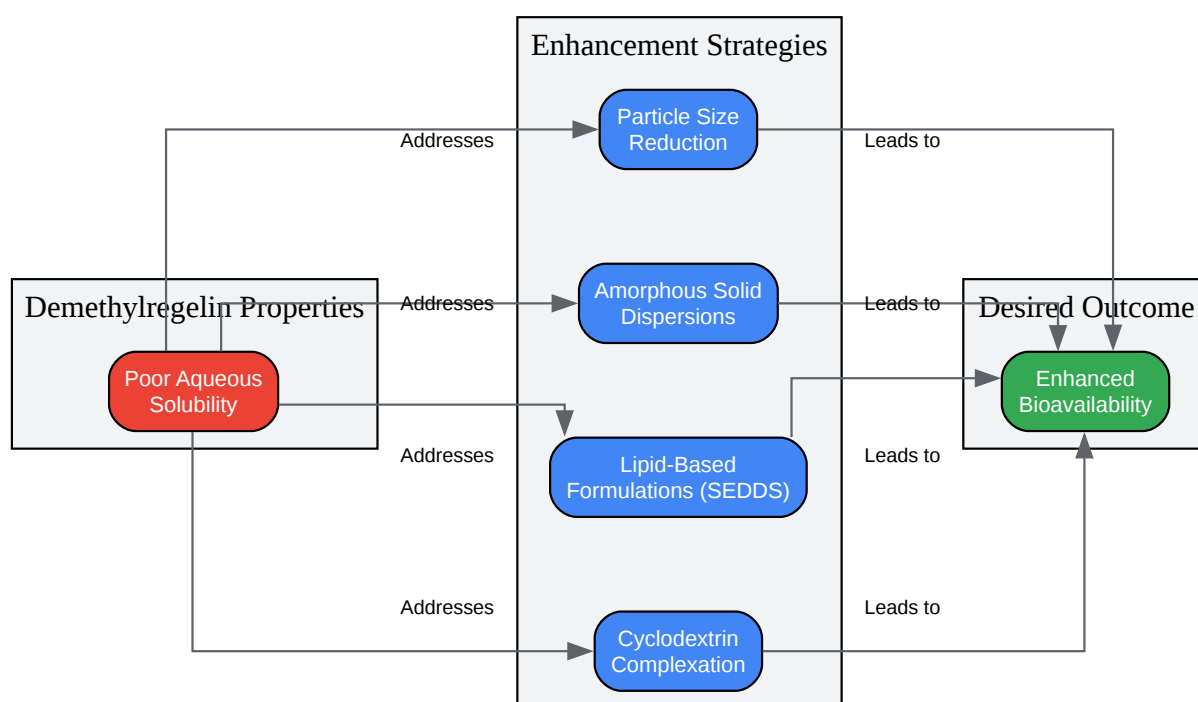 Enhancement Strategies
Particle Size
Reduction
Addresses
Leads to
Demethylregelin Properties
Amorphous Solid
Dispersions
Desired Outcome
Addresses
Leads to
Poor Aqueous
Solubility
Enhanced
Bioavailability
Addresses
Lipid-Based
Formulations (SEDDS)
Leads to
Addresses
Leads to
Cyclodextrin
Complexation